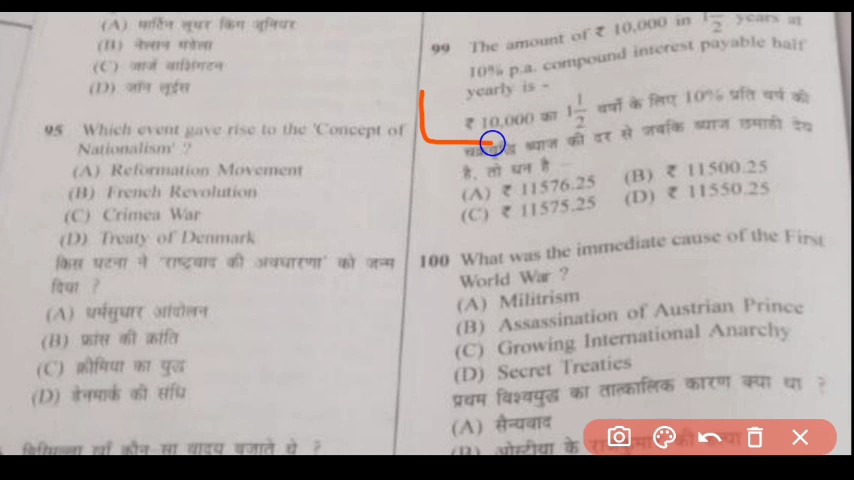 (A) मार्टिन लूथर किंग जूनियर
(B) नेल्सन मंडेला
(C) जार्ज वाशिंगटन
(D) जॉन लूईस
95 Which event gave rise to the 'Concept of
Nationalism' ?
(A) Reformation Movement
(B) French Revolution
(C) Crimea War
(D) Treaty of Denmark
किस घटना ने 'राष्ट्रवाद की अवधारणा' को जन्म
दिया ?
(A) धर्मसुधार आंदोलन
(B) फ्रांस की क्रांति
(C) क्रीमिया का युद्ध
(D) डेनमार्क की संधि
बिस्मिल्ला खाँ कौन सा वाद्य बजाते थे ?
99 The amount of ₹ 10,000 in 1 1/2 years at
10% p.a. compound interest payable half
yearly is -
₹ 10,000 का 1 1/2 वर्षों के लिए 10% प्रति वर्ष की
चक्रवृद्धि ब्याज की दर से जबकि ब्याज छमाही देय
है, तो धन है -
(A) ₹ 11576.25 (B) ₹ 11500.25
(C) ₹ 11575.25 (D) ₹ 11550.25
100 What was the immediate cause of the First
World War ?
(A) Militrism
(B) Assassination of Austrian Prince
(C) Growing International Anarchy
(D) Secret Treaties
प्रथम विश्वयुद्ध का तात्कालिक कारण क्या था ?
(A) सैन्यवाद
(B) ऑस्ट्रीया के